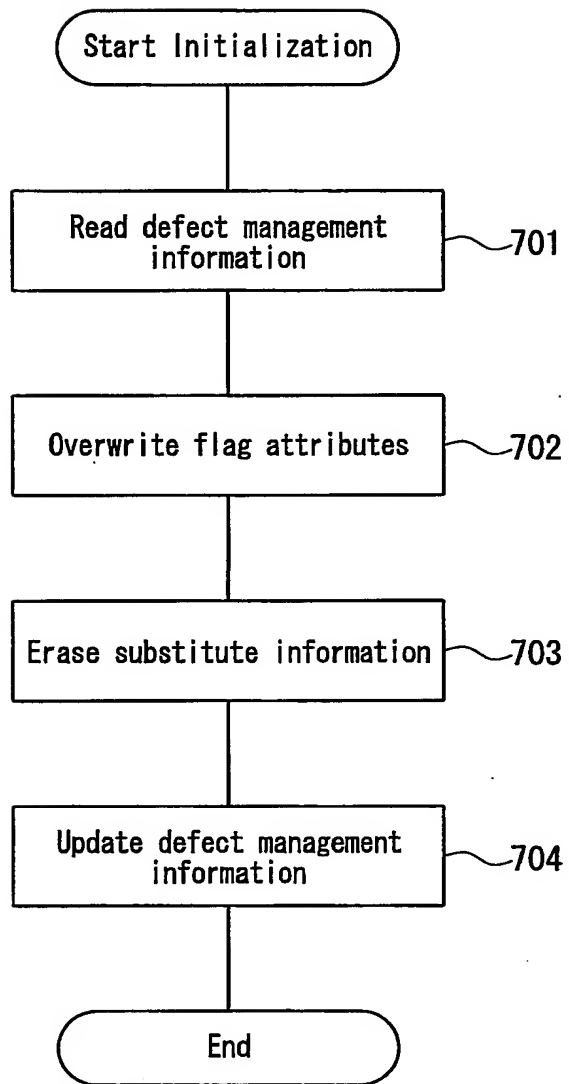 Start Initialization
Read defect management
information
701
Overwrite flag attributes
702
Erase substitute information
703
Update defect management
information
704
End